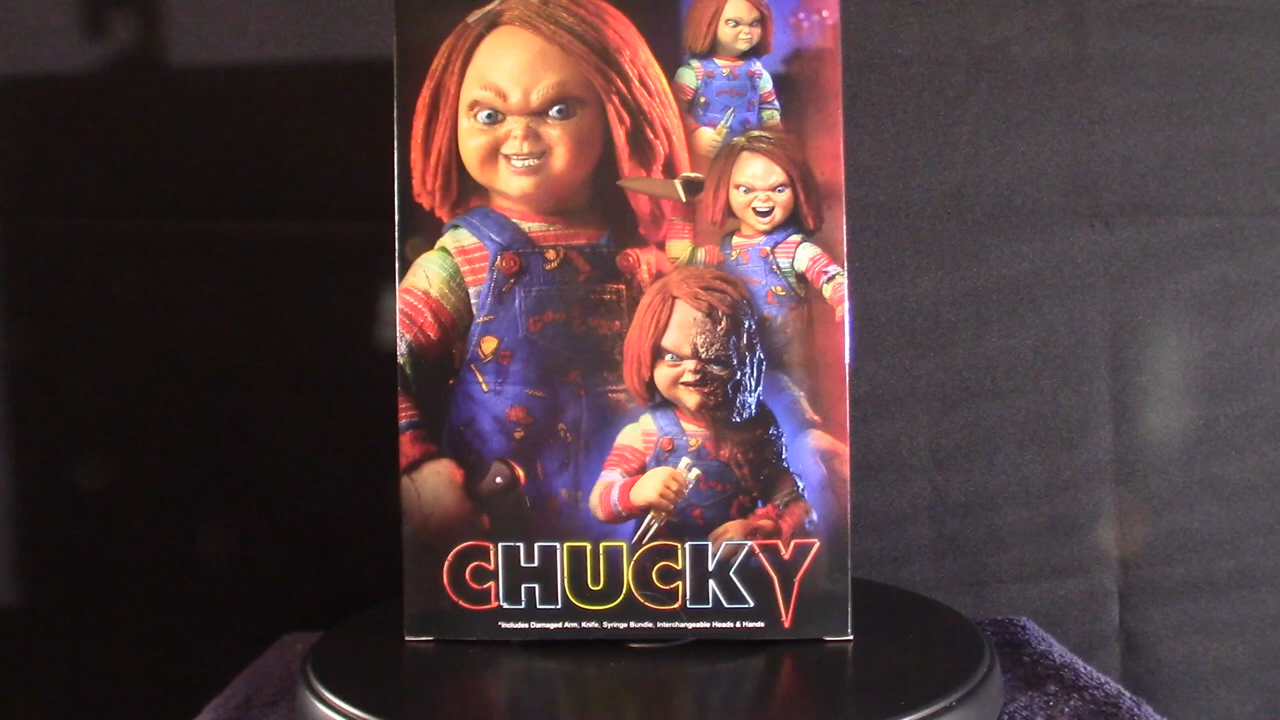 CHUCKY
*Includes Damaged Arm, Knife, Syringe Bundle, Interchangeable Heads & Hands